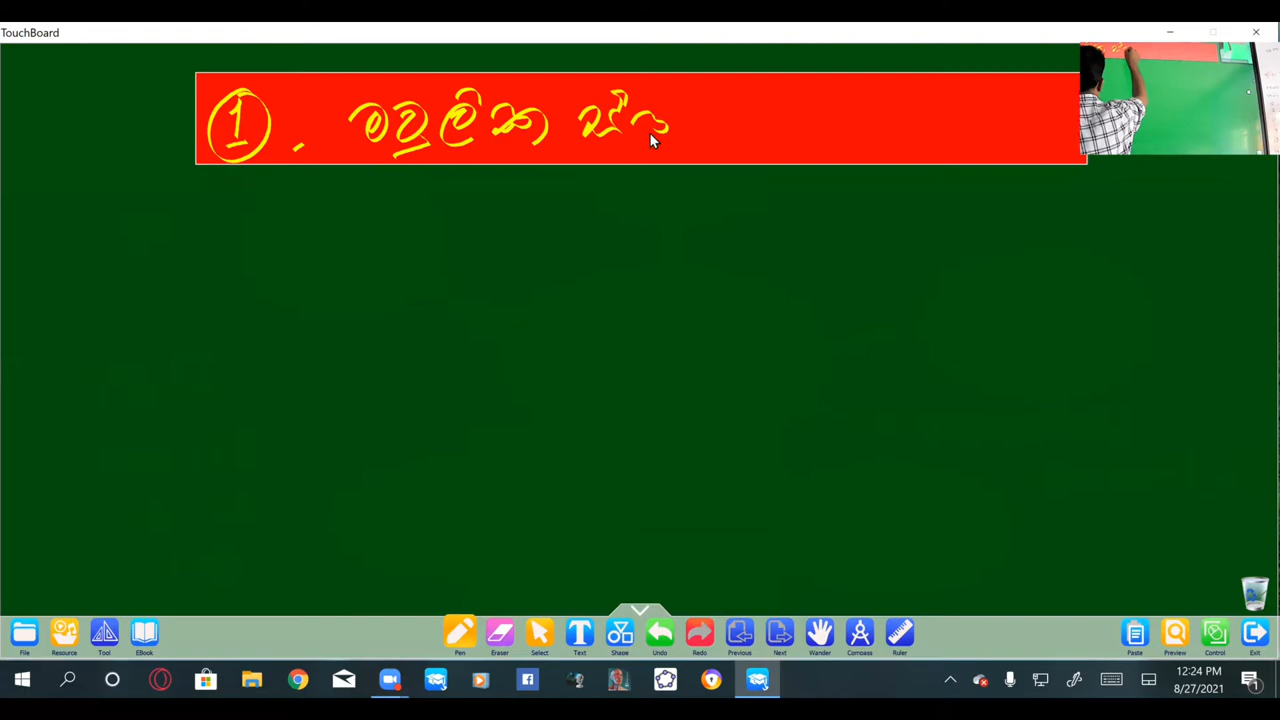 TouchBoard
1.
File
Resource
Tool
EBook
Pen
Eraser
Select
Text
Shape
Undo
Redo
Previous
Next
Wander
Compass
Ruler
Paste
Preview
Control
Exit
12:24 PM
8/27/2021